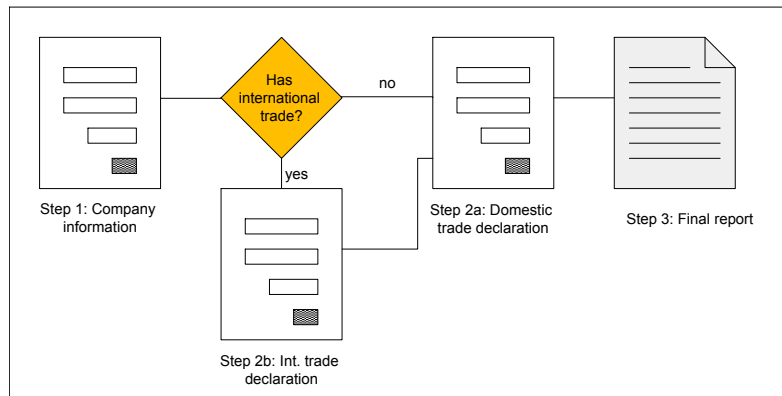 Has
international
trade?
no
yes
Step 1: Company
information
Step 2a: Domestic
trade declaration
Step 3: Final report
Step 2b: Int. trade
declaration